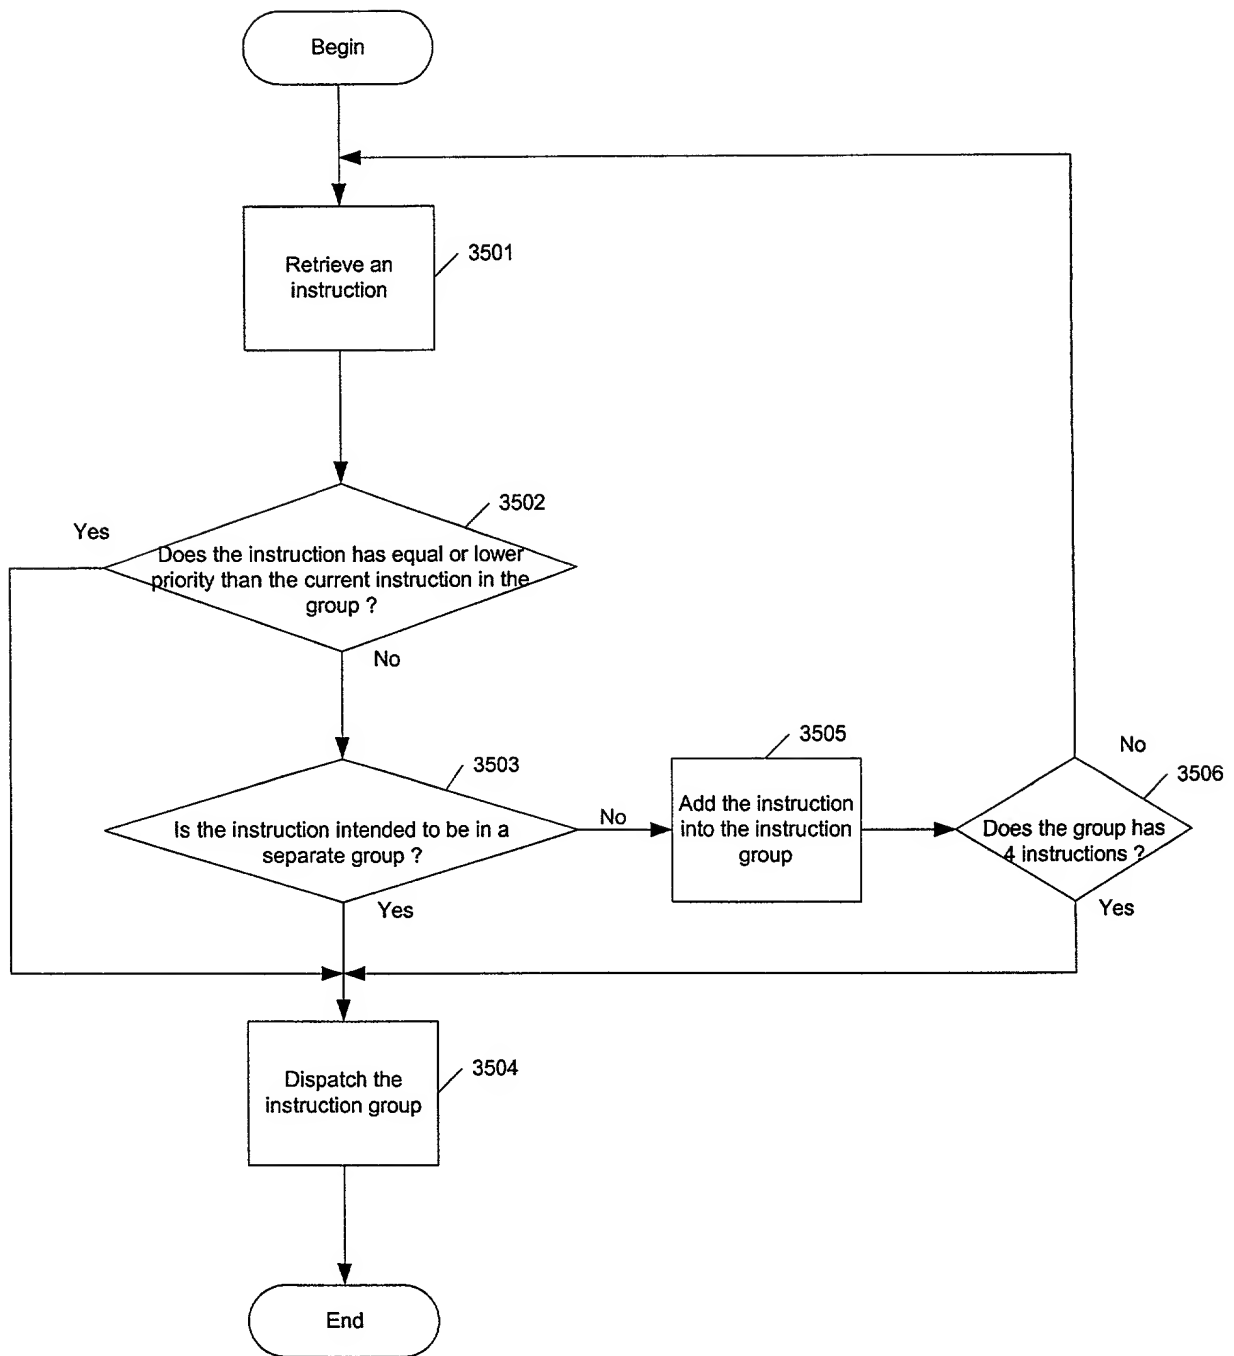 Begin
Retrieve an
instruction
3501
3502
Yes
Does the instruction has equal or lower
priority than the current instruction in the
group ?
No
3503
Is the instruction intended to be in a
separate group ?
No
Yes
3505
Add the instruction
into the instruction
group
No
3506
Does the group has
4 instructions ?
Yes
Dispatch the
instruction group
3504
End